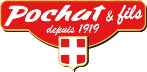 Pochat & fils
depuis 1919